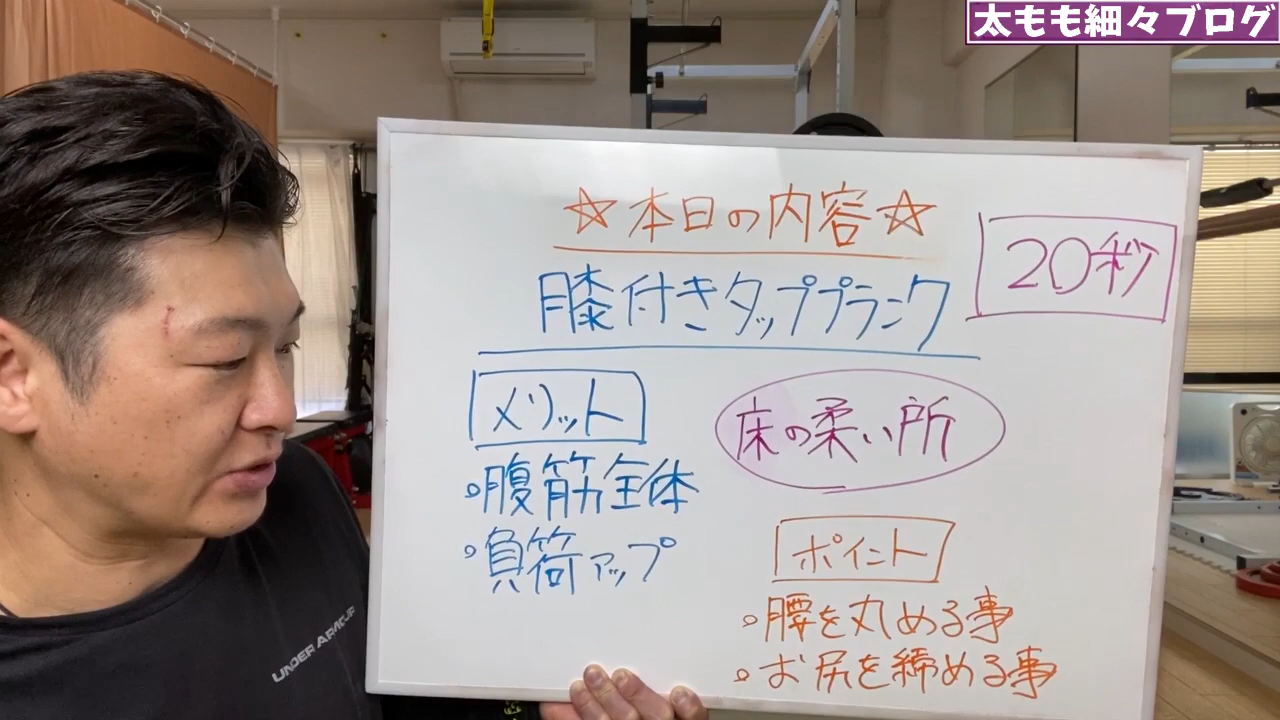 太もも細々ブログ
☆本日の内容☆
20秒
膝付きタッププランク
メリット
床の柔い所
。腹筋全体
。負荷アップ
ポイント
。腰を丸める事
。お尻を締める事
UNDER ARMOUR